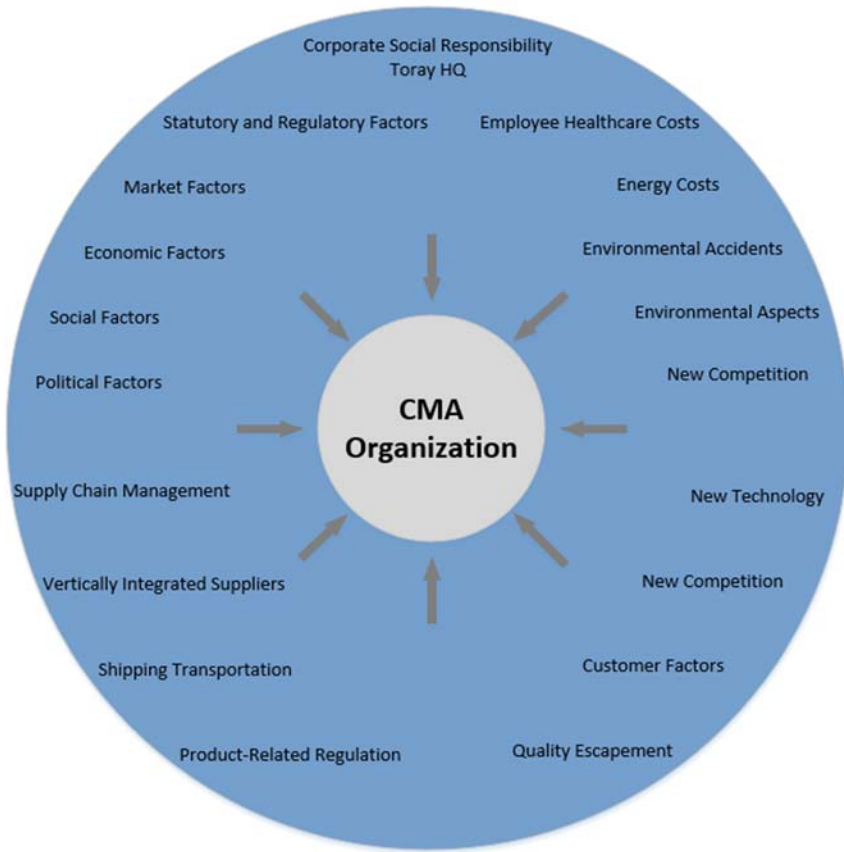 Corporate Social Responsibility
Toray HQ
Statutory and Regulatory Factors
Employee Healthcare Costs
Market Factors
Energy Costs
Economic Factors
Environmental Accidents
Social Factors
Environmental Aspects
Political Factors
New Competition
CMA
Organization
Supply Chain Management
New Technology
Vertically Integrated Suppliers
New Competition
Shipping Transportation
Customer Factors
Product-Related Regulation
Quality Escapement